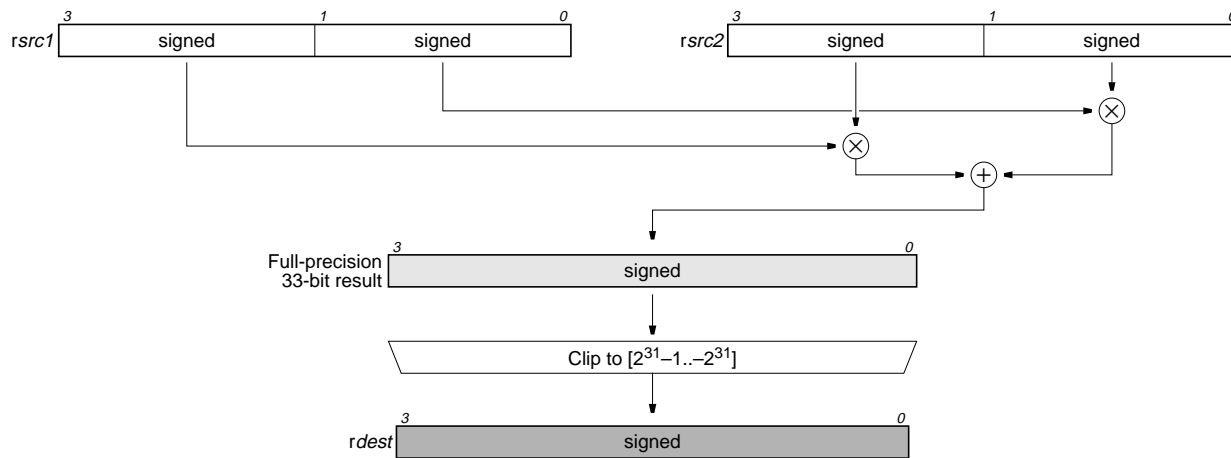 3 1 0 3 1 0
rsrc1 signed signed rsrc2 signed signed
× 
×
+
3 0
Full-precision
33-bit result
signed
Clip to [2³¹–1..–2³¹]
3 0
rdest signed